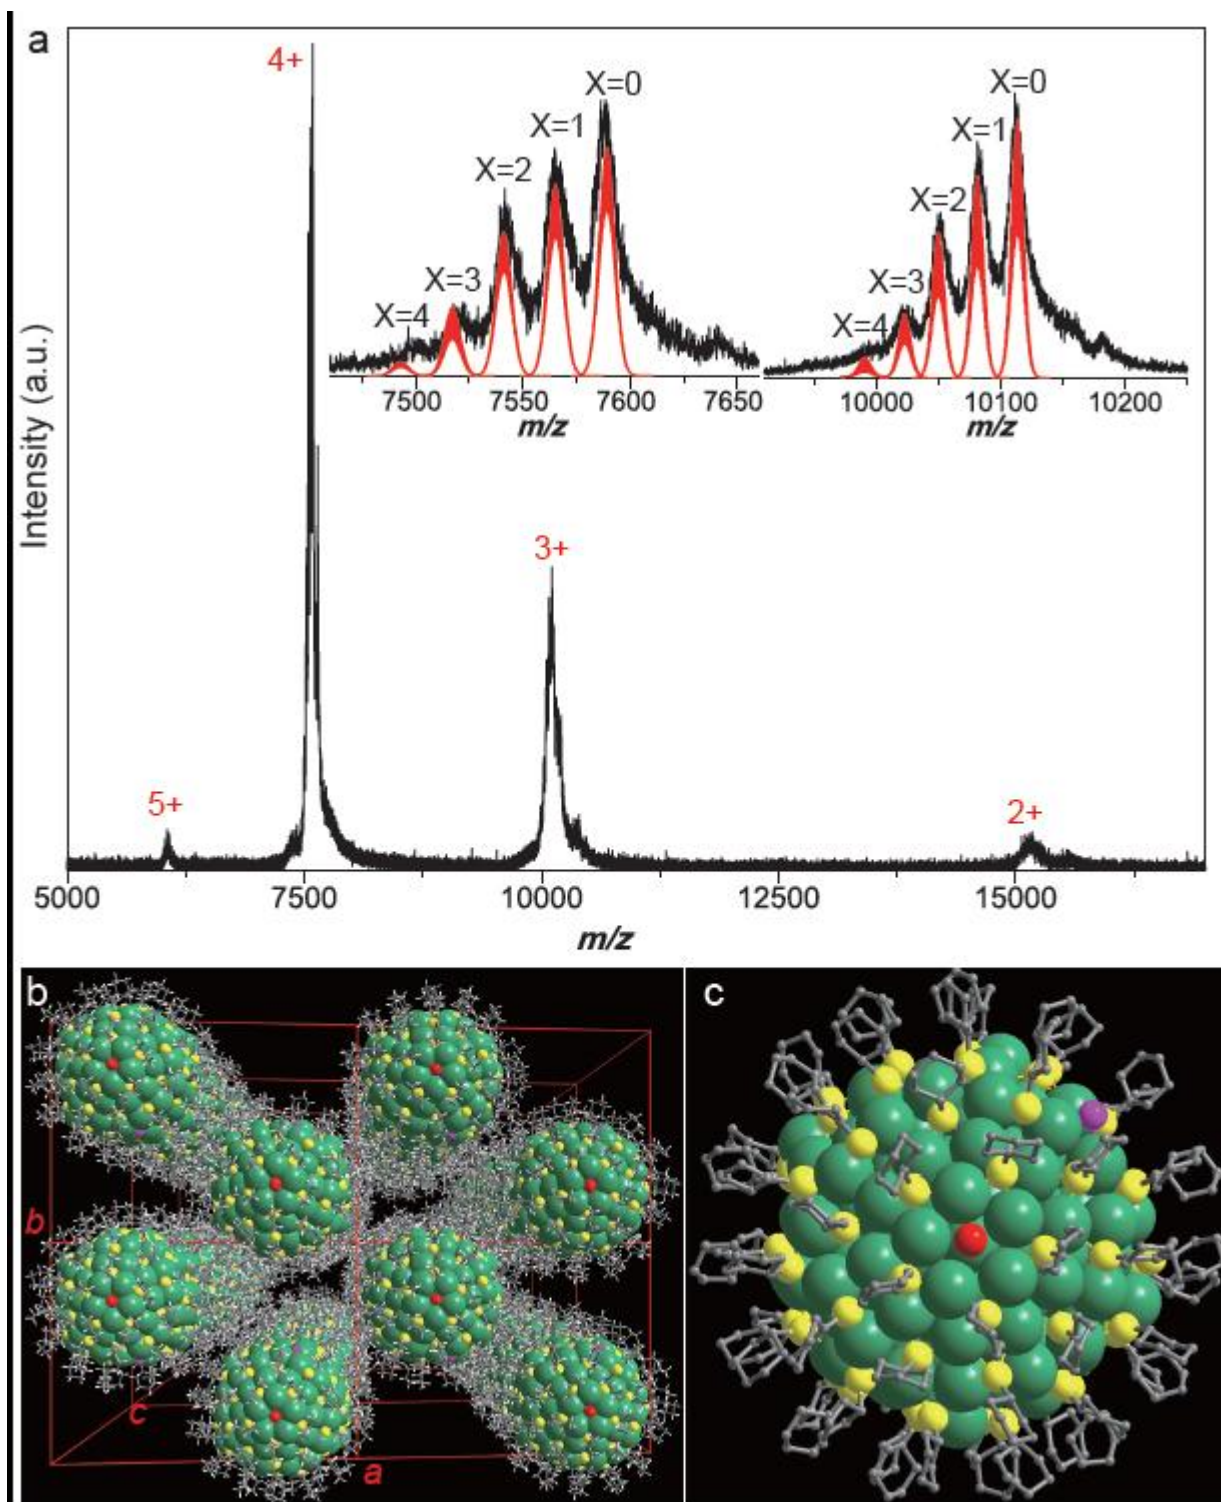 a
4+
X=0
X=1
X=2
X=3
X=4
7500 7550 7600 7650
m/z
X=0
X=1
X=2
X=3
X=4
10000 10100 10200
m/z
Intensity (a.u.)
3+
5+
2+
5000 7500 10000 12500 15000
m/z
b
b
c
a
c